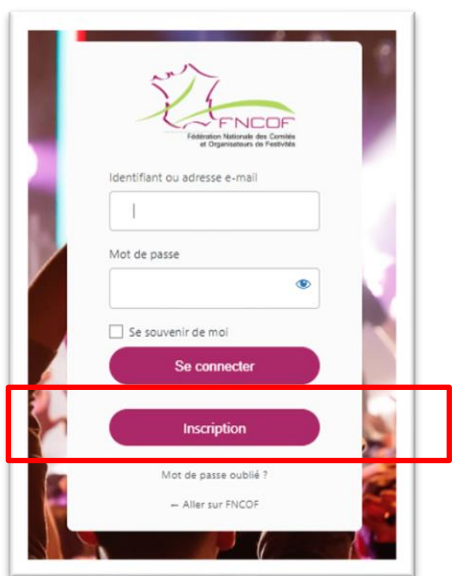 FNCOF
Fédération Nationale des Comités
et Organisateurs de Festivités
Identifiant ou adresse e-mail
Mot de passe
Se souvenir de moi
Se connecter
Inscription
Mot de passe oublié ?
← Aller sur FNCOF